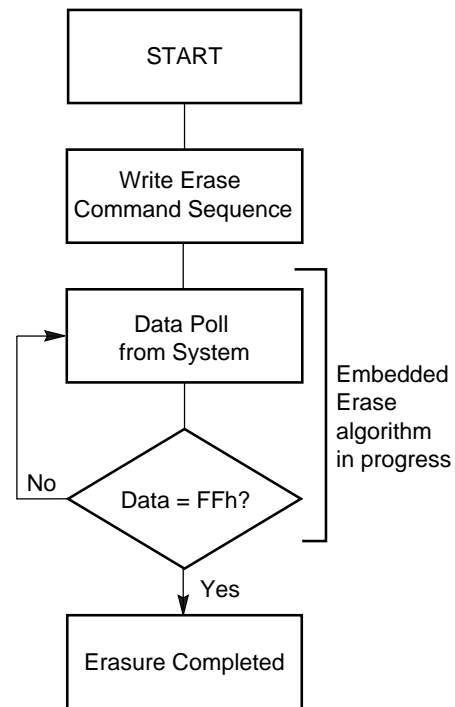 START
Write Erase
Command Sequence
Data Poll
from System
Embedded
Erase
algorithm
in progress
No
Data = FFh?
Yes
Erasure Completed